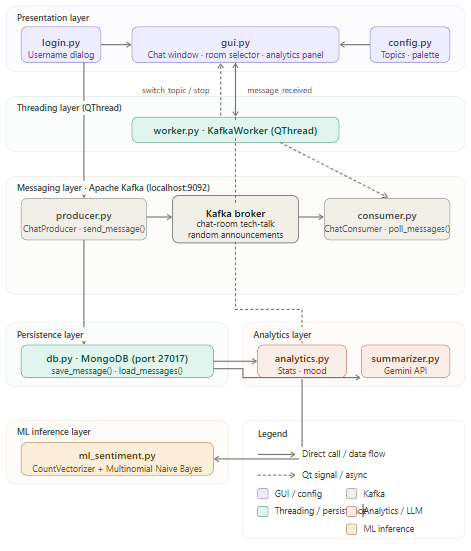 Presentation layer
login.py
Username dialog
gui.py
Chat window · room selector · analytics panel
config.py
Topics · palette
switch_topic / stop
message_received
Threading layer (QThread)
worker.py · KafkaWorker (QThread)
Messaging layer · Apache Kafka (localhost:9092)
producer.py
ChatProducer · send_message()
Kafka broker
chat-room tech-talk
random announcements
consumer.py
ChatConsumer · poll_messages()
Persistence layer
db.py · MongoDB (port 27017)
save_message() · load_messages()
Analytics layer
analytics.py
Stats · mood
summarizer.py
Gemini API
ML inference layer
ml_sentiment.py
CountVectorizer + Multinomial Naive Bayes
Legend
Direct call / data flow
Qt signal / async
GUI / config
Kafka
Threading / persistence
Analytics / LLM
ML inference